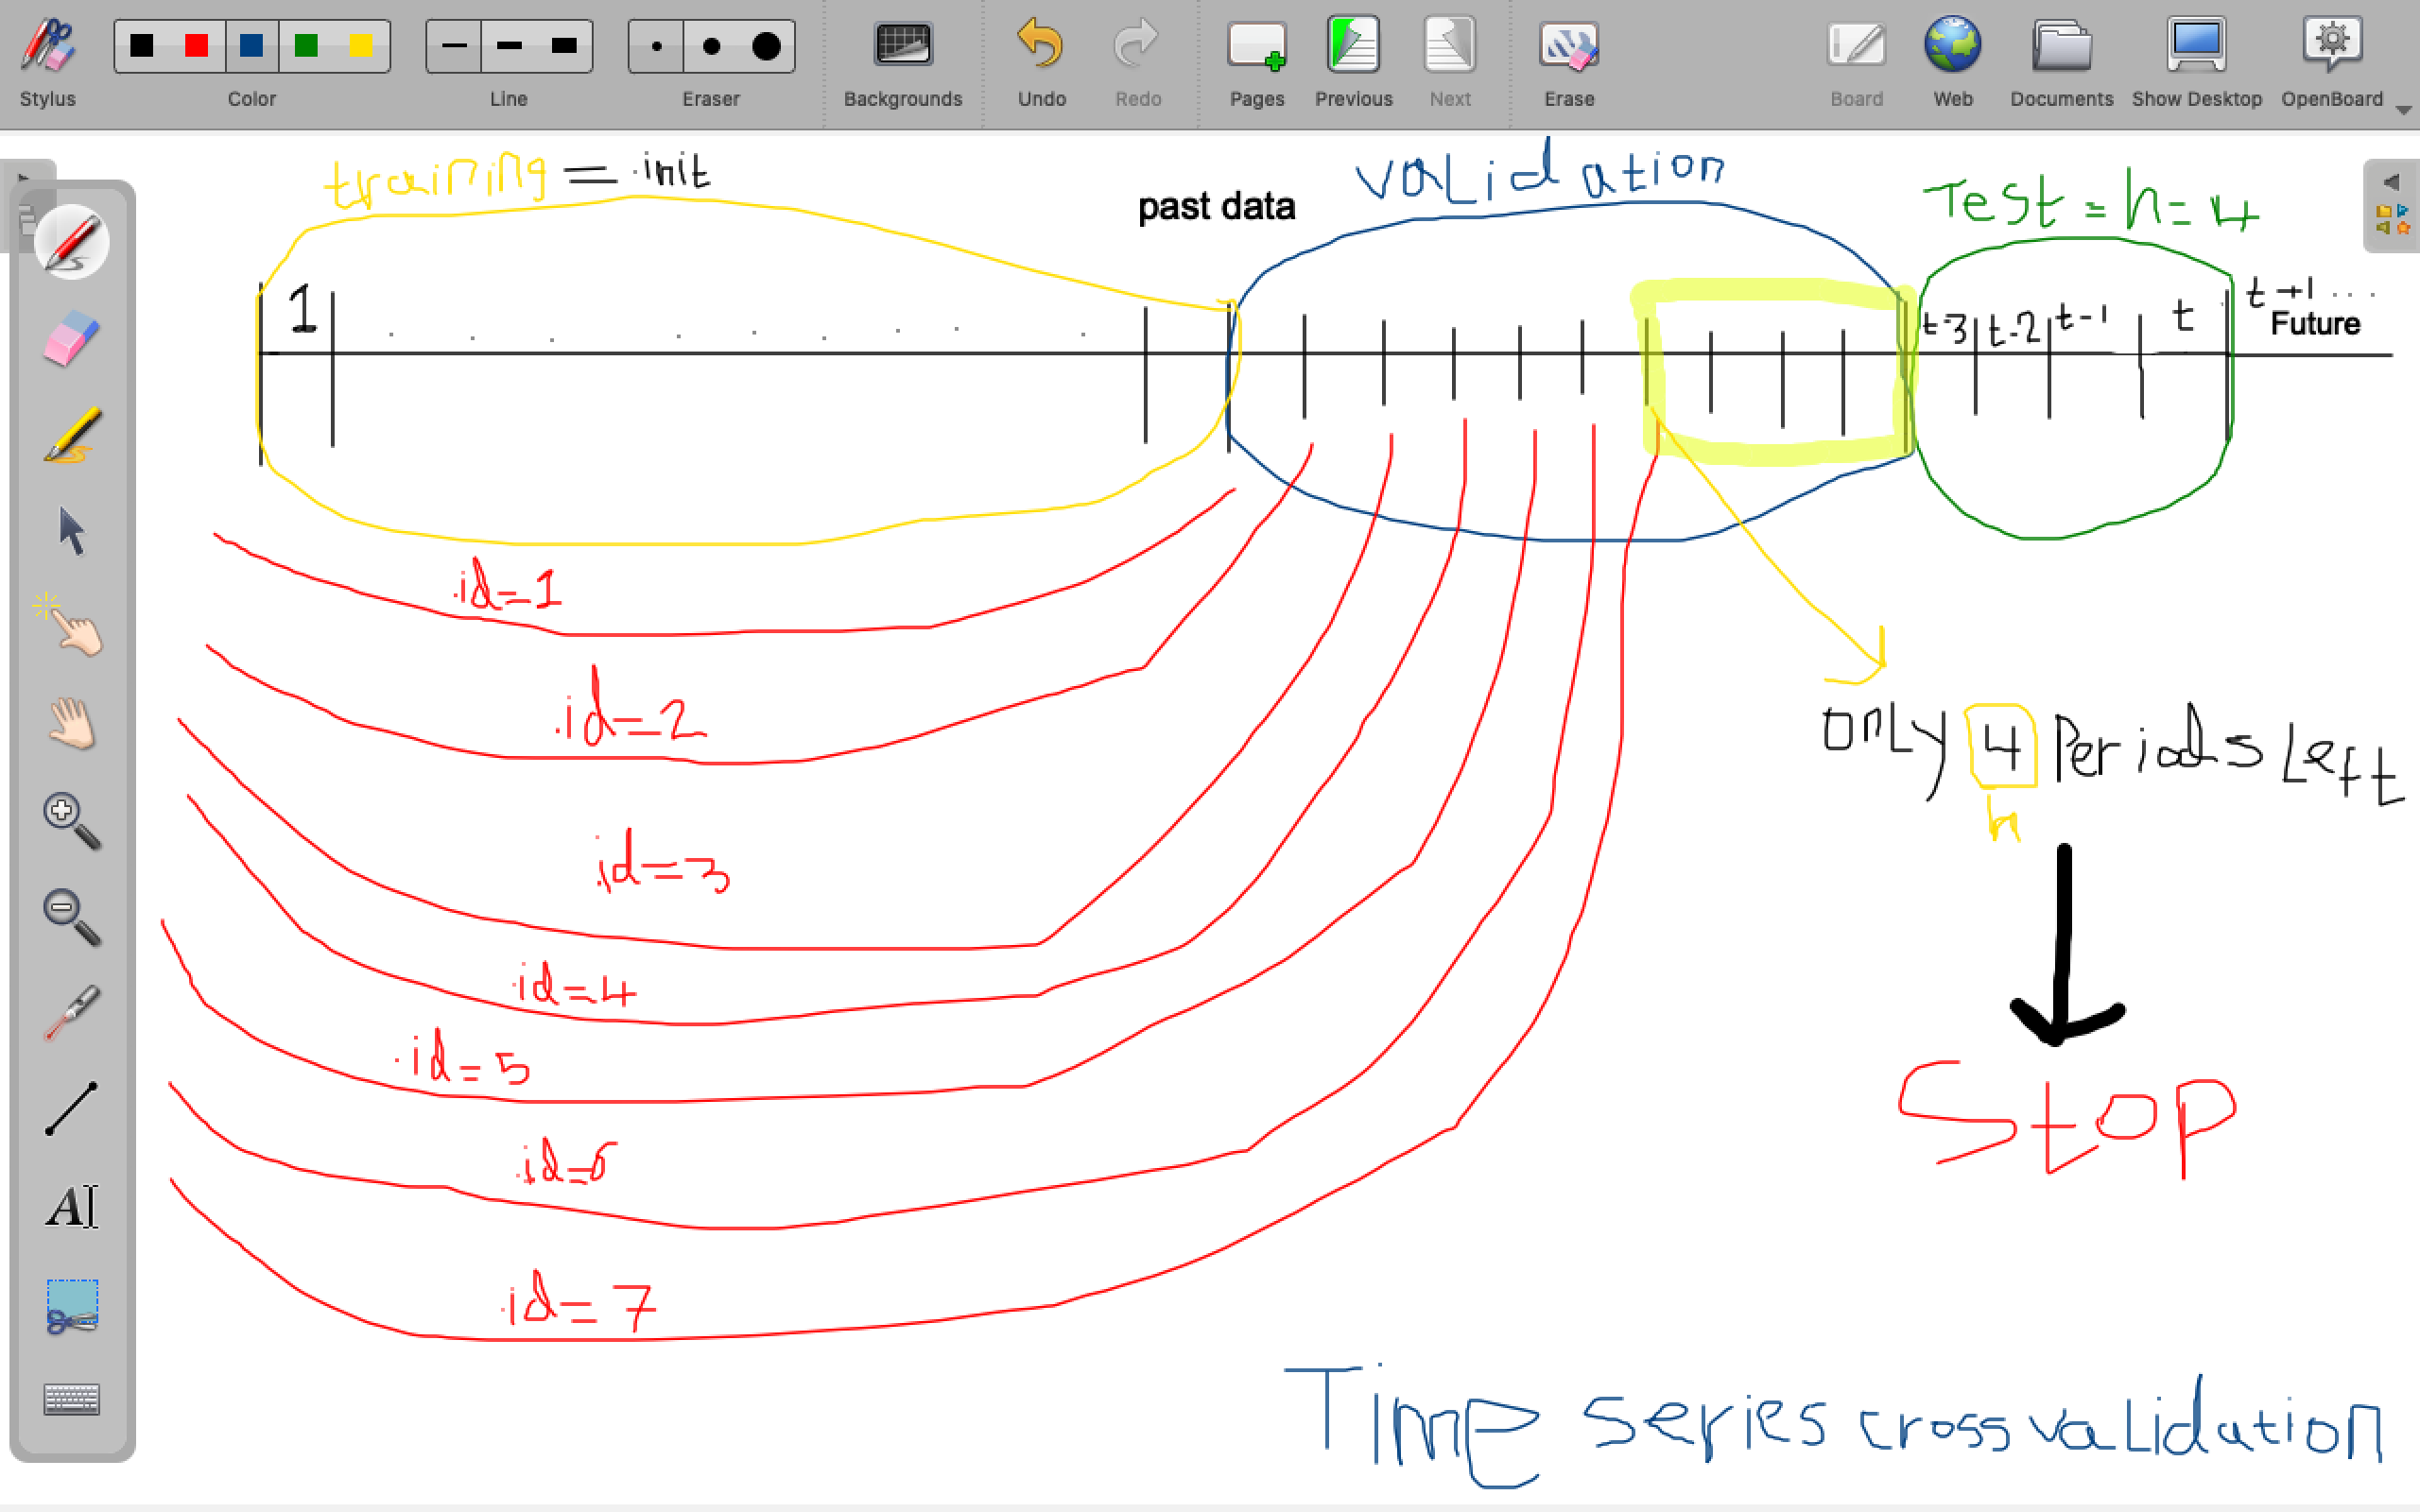 Stylus Color Line Eraser Backgrounds Undo Redo Pages Previous Next Erase Board Web Documents Show Desktop OpenBoard
training = .init
past data
validation
Test = h = 4
1
t-3 t-2 t-1 t
t+1 ...
Future
.id=1
.id=2
.id=3
.id=4
.id=5
.id=6
.id=7
only 4 Periods Left
h
Stop
Time series cross validation
AI